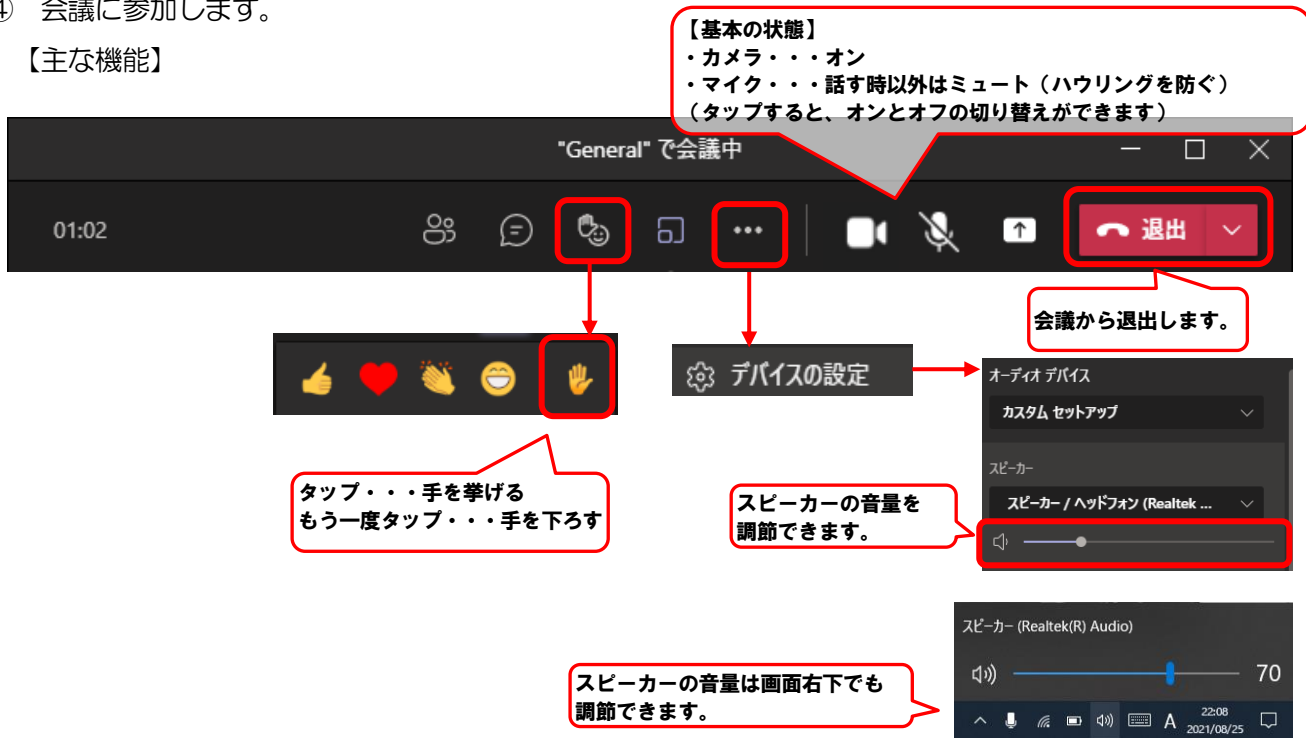 ④　会議に参加します。
【主な機能】
【基本の状態】
・カメラ・・・オン
・マイク・・・話す時以外はミュート（ハウリングを防ぐ）
（タップすると、オンとオフの切り替えができます）
"General" で会議中
01:02
退出
会議から退出します。
デバイスの設定
タップ・・・手を挙げる
もう一度タップ・・・手を下ろす
オーディオ デバイス
カスタム セットアップ
スピーカー
スピーカー / ヘッドフォン (Realtek ...
スピーカーの音量を
調節できます。
スピーカー (Realtek(R) Audio)
70
スピーカーの音量は画面右下でも
調節できます。
A
22:08
2021/08/25